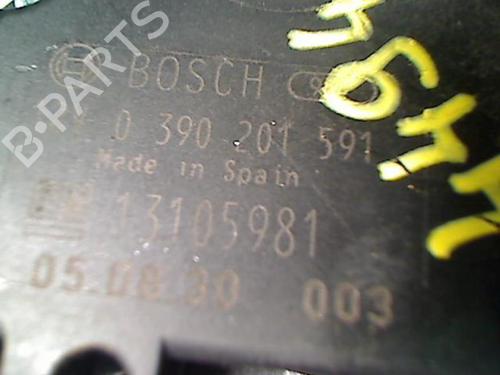 B-PARTS
BOSCH
0 390 201 591
Made in Spain
13105981
05.08.30 003